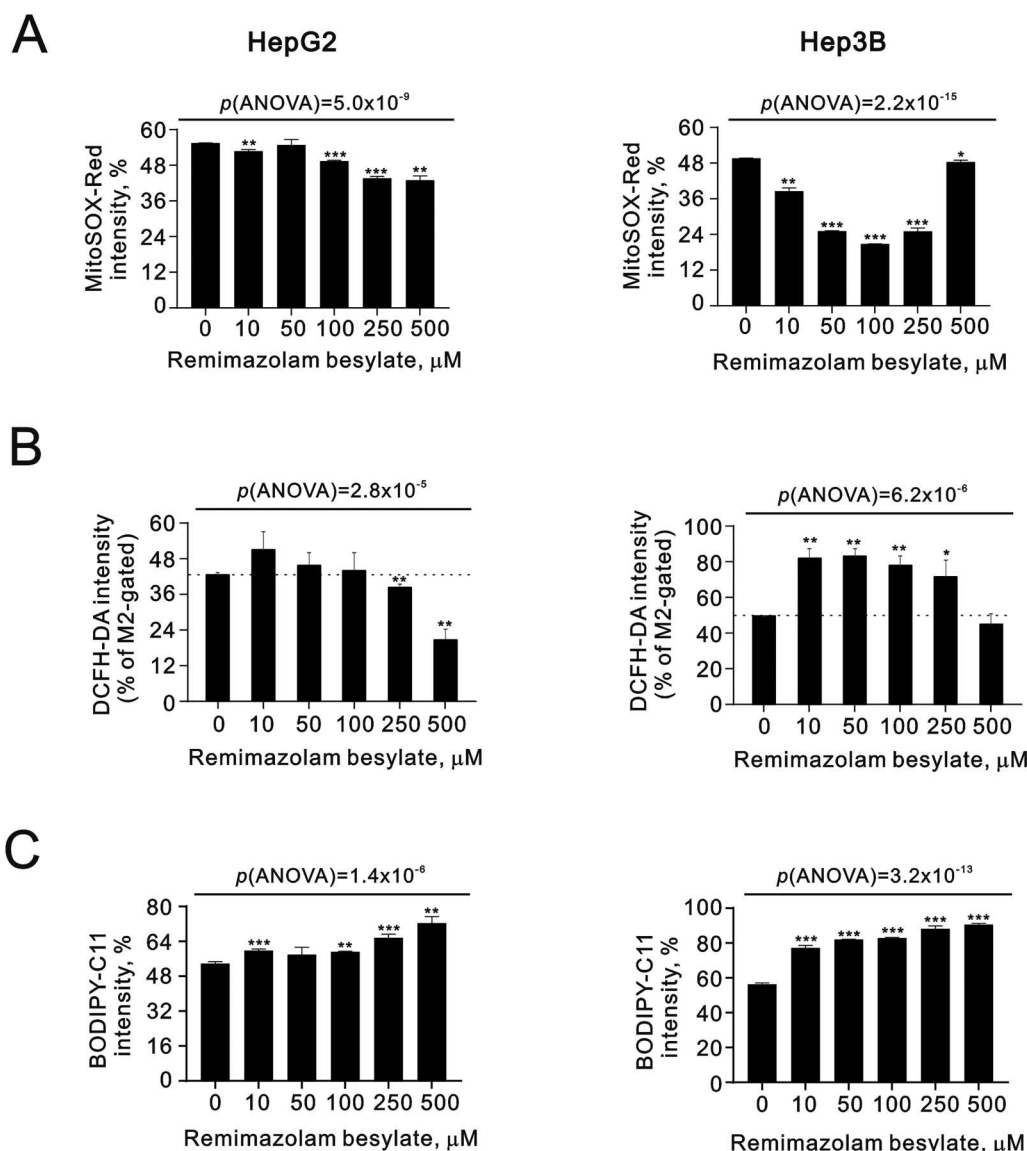 A
HepG2
Hep3B
p(ANOVA)=5.0x10⁻⁹
MitoSOX-Red
intensity, %
60
48
36
24
12
0
** *** *** **
0 10 50 100 250 500
Remimazolam besylate, μM
p(ANOVA)=2.2x10⁻¹⁵
MitoSOX-Red
intensity, %
60
48
36
24
12
0
** *** *** *** *
0 10 50 100 250 500
Remimazolam besylate, μM
B
p(ANOVA)=2.8x10⁻⁵
DCFH-DA intensity
(% of M2-gated)
60
48
36
24
12
0
** **
0 10 50 100 250 500
Remimazolam besylate, μM
p(ANOVA)=6.2x10⁻⁶
DCFH-DA intensity
(% of M2-gated)
100
80
60
40
20
0
** ** ** *
0 10 50 100 250 500
Remimazolam besylate, μM
C
p(ANOVA)=1.4x10⁻⁶
BODIPY-C11
intensity, %
80
64
48
32
16
0
*** ** *** **
0 10 50 100 250 500
Remimazolam besylate, μM
p(ANOVA)=3.2x10⁻¹³
BODIPY-C11
intensity, %
100
80
60
40
20
0
*** *** *** *** ***
0 10 50 100 250 500
Remimazolam besylate, μM